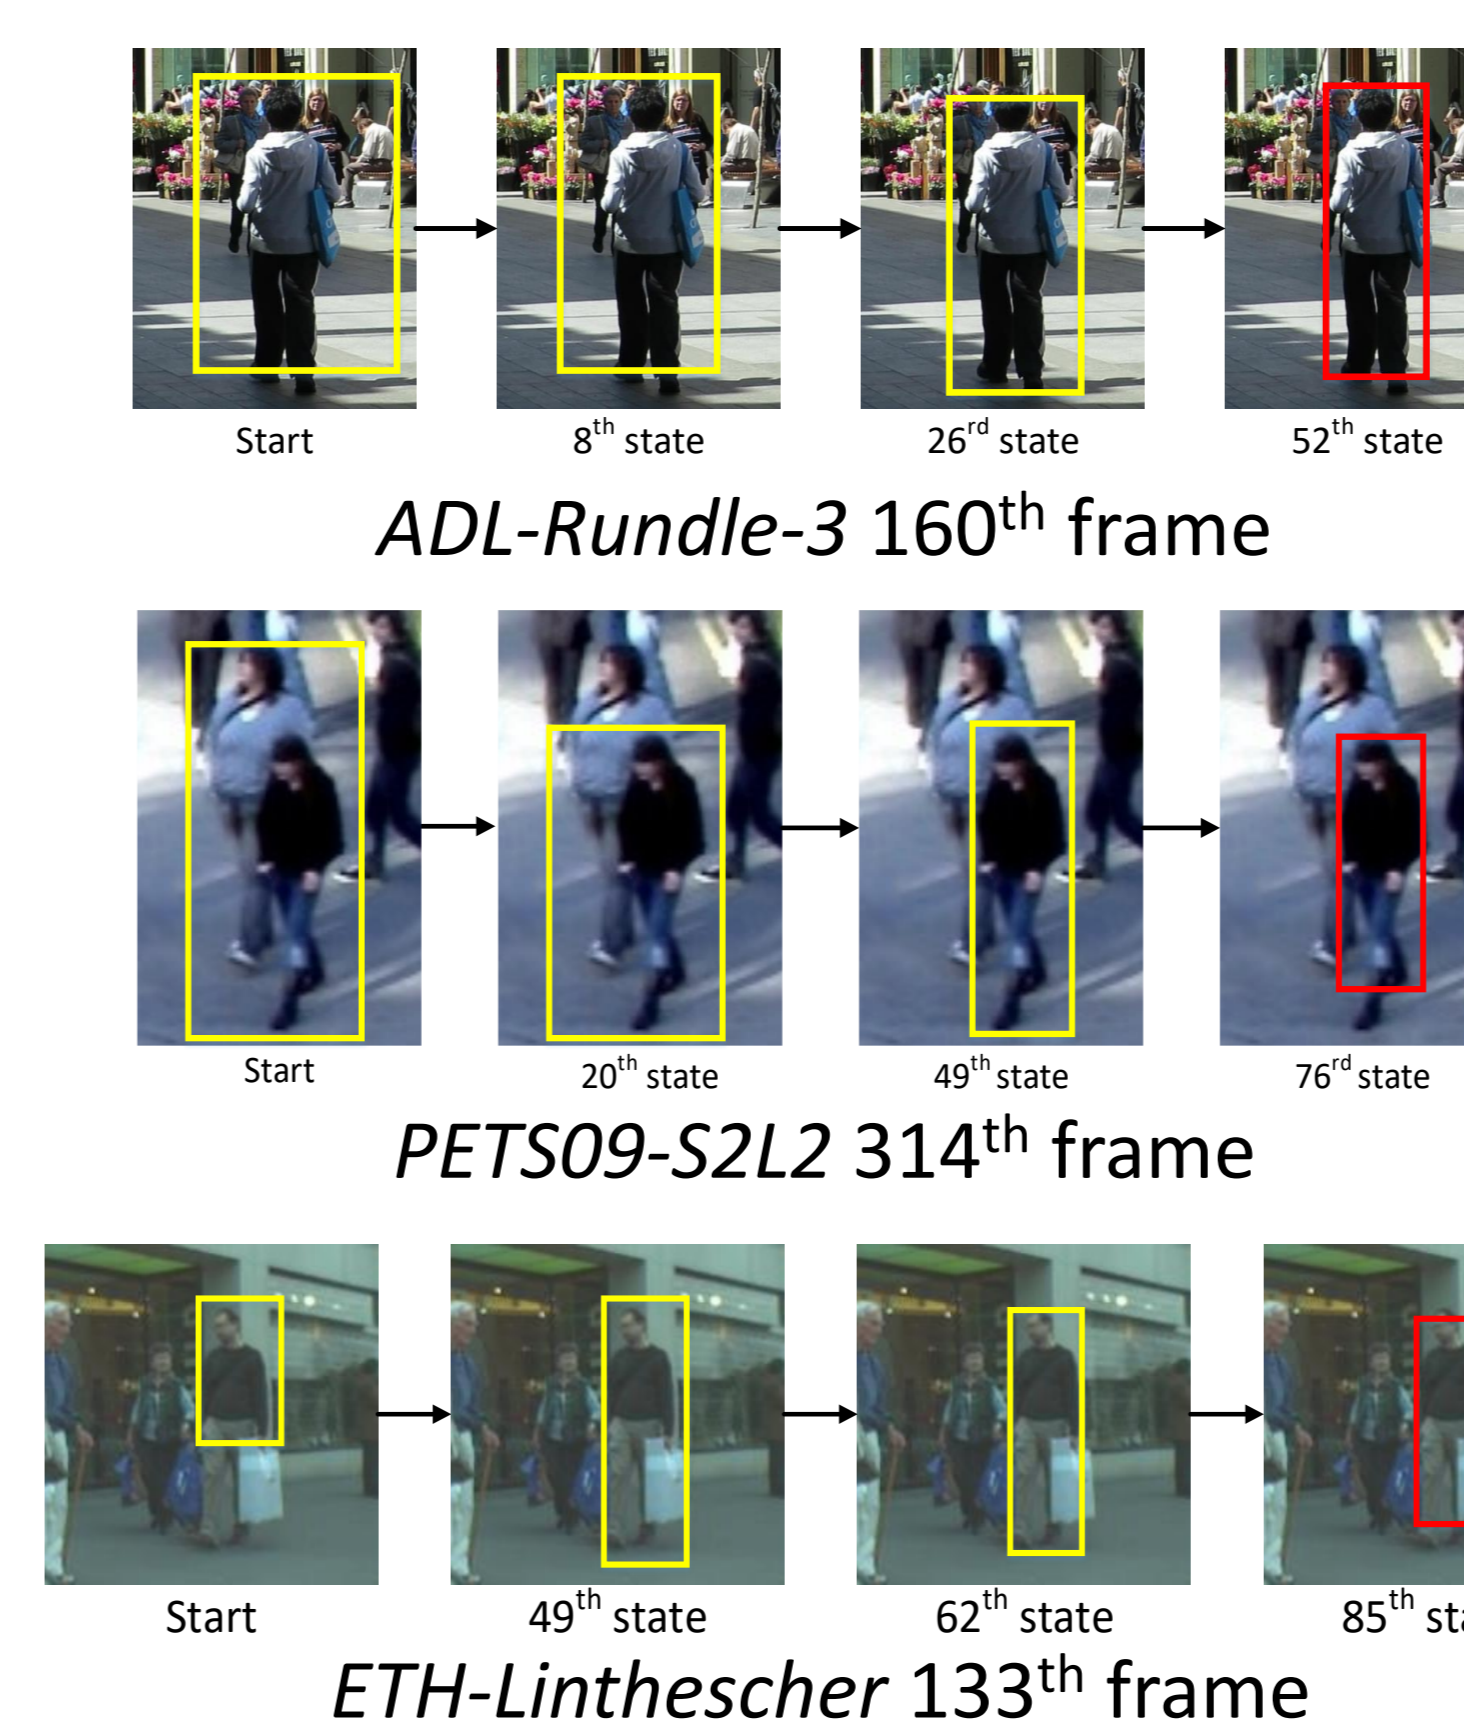 Start 8th state 26rd state 52th state
ADL-Rundle-3 160th frame
Start 20th state 49th state 76rd state
PETS09-S2L2 314th frame
Start 49th state 62th state 85th
ETH-Linthescher 133th frame